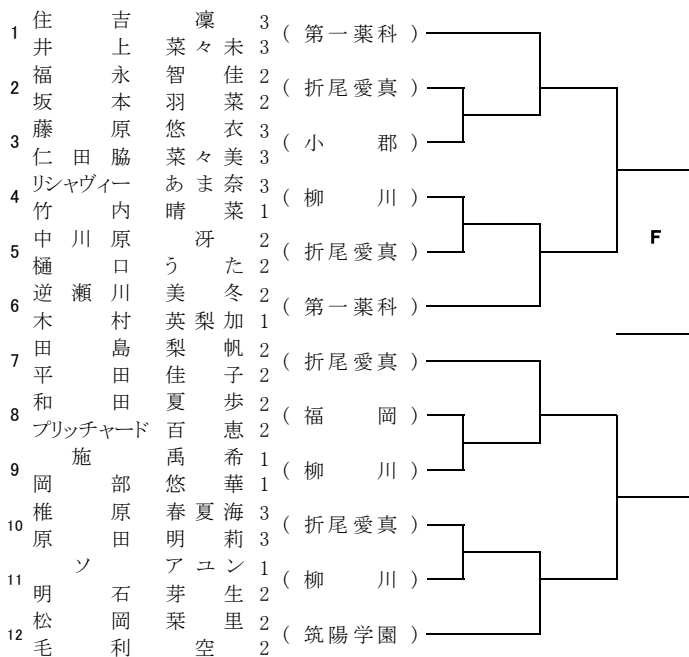 住吉凜 3
1 (第一薬科)
井上菜々未 3
福永智佳 2
2 (折尾愛真)
坂本羽菜 2
藤原悠衣 3
3 (小郡)
仁田脇菜々美 3
リシャヴィー あま奈 3
4 (柳川)
竹内晴菜 1
中川原冴 2
5 (折尾愛真)
樋口うた 2
逆瀬川美冬 2
6 (第一薬科)
木村英梨加 1
F
田島梨帆 2
7 (折尾愛真)
平田佳子 2
和田夏歩 2
8 (福岡)
プリッチャード 百恵 2
施禹希 1
9 (柳川)
岡部悠華 1
椎原春夏海 3
10 (折尾愛真)
原田明莉 3
ソ アユン 1
11 (柳川)
明石芽生 2
松岡栞里 2
12 (筑陽学園)
毛利空 2